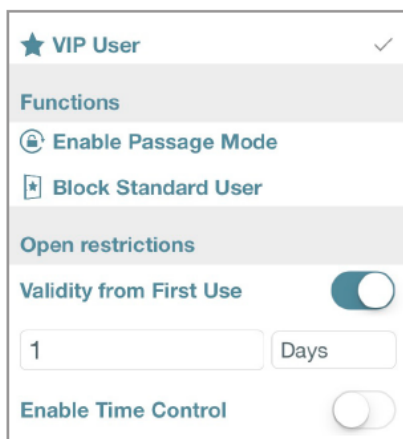 VIP User
Functions
Enable Passage Mode
Block Standard User
Open restrictions
Validity from First Use
1 Days
Enable Time Control